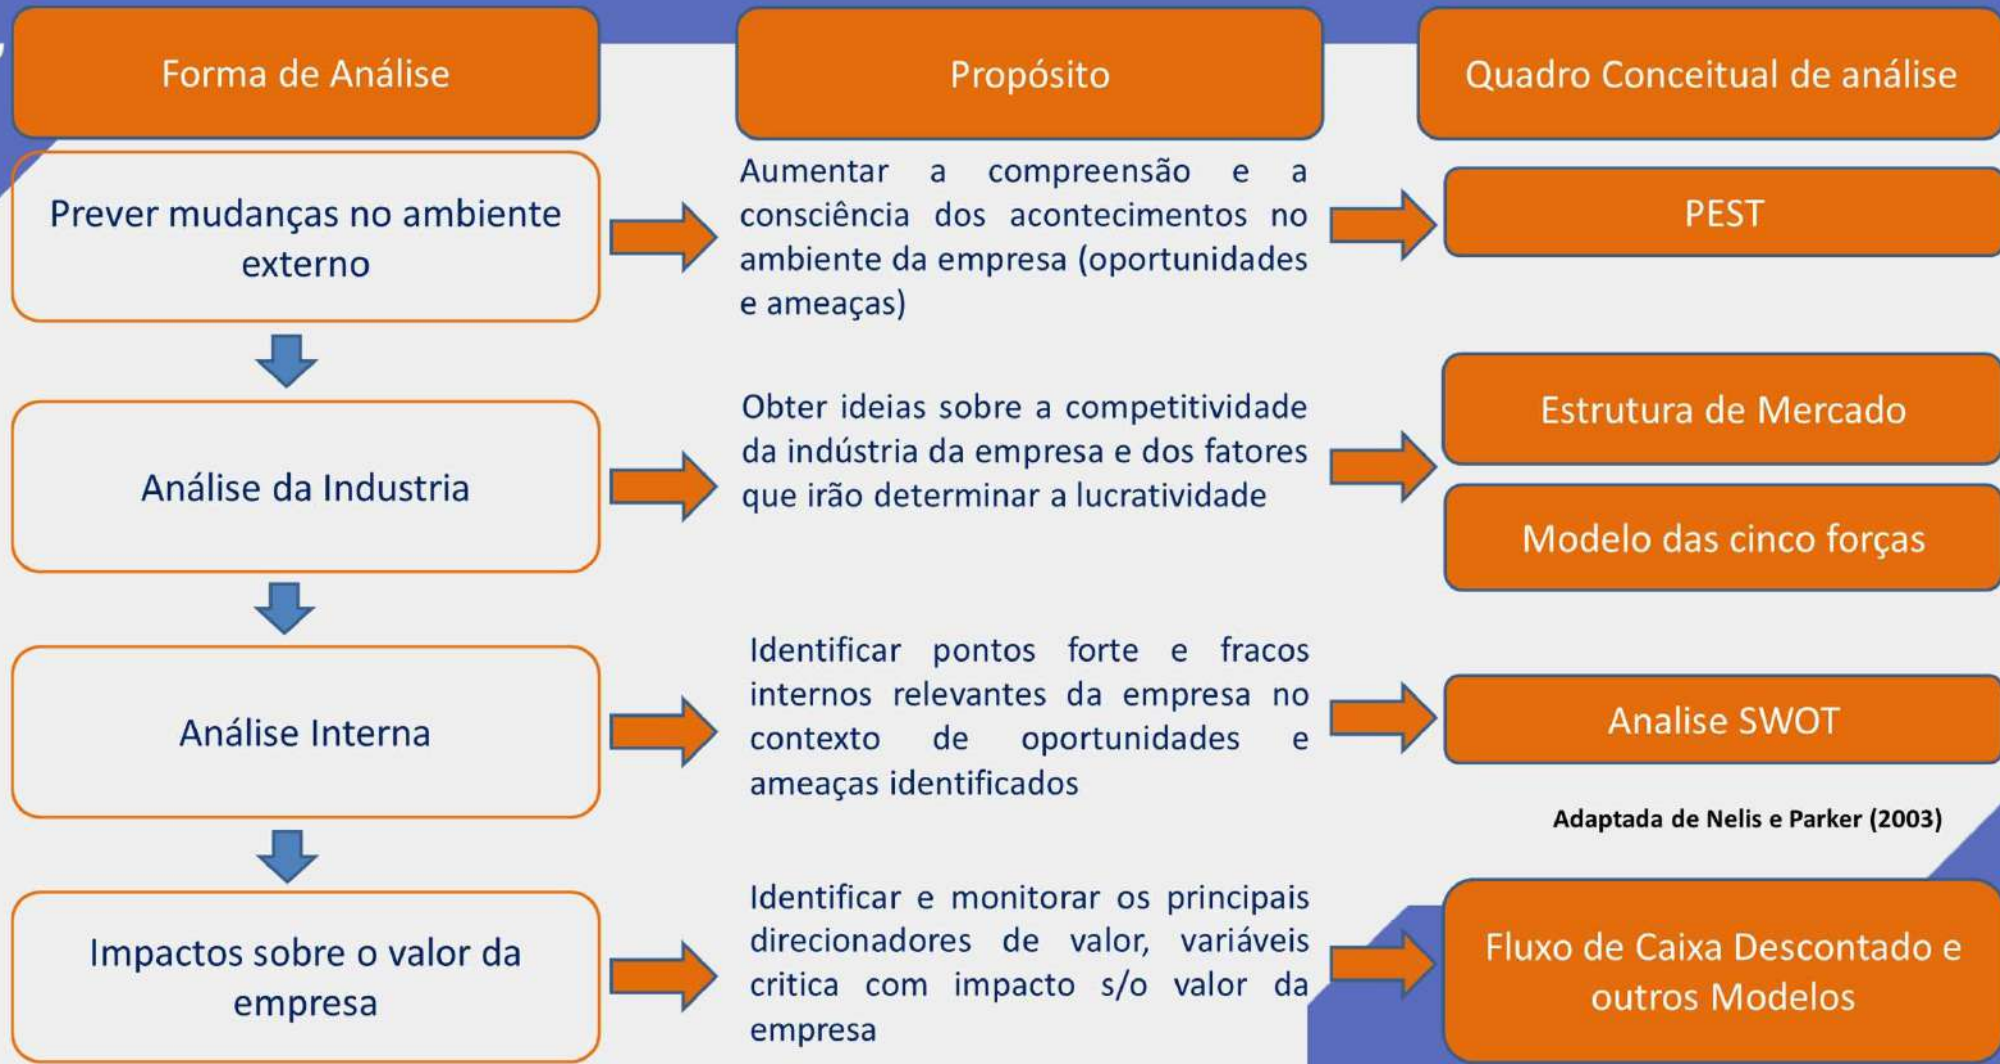 Forma de Análise
Propósito
Quadro Conceitual de análise
Prever mudanças no ambiente
externo
Aumentar a compreensão e a
consciência dos acontecimentos no
ambiente da empresa (oportunidades
e ameaças)
PEST
Análise da Industria
Obter ideias sobre a competitividade
da indústria da empresa e dos fatores
que irão determinar a lucratividade
Estrutura de Mercado
Modelo das cinco forças
Análise Interna
Identificar pontos forte e fracos
internos relevantes da empresa no
contexto de oportunidades e
ameaças identificados
Analise SWOT
Adaptada de Nelis e Parker (2003)
Impactos sobre o valor da
empresa
Identificar e monitorar os principais
direcionadores de valor, variáveis
critica com impacto s/o valor da
empresa
Fluxo de Caixa Descontado e
outros Modelos